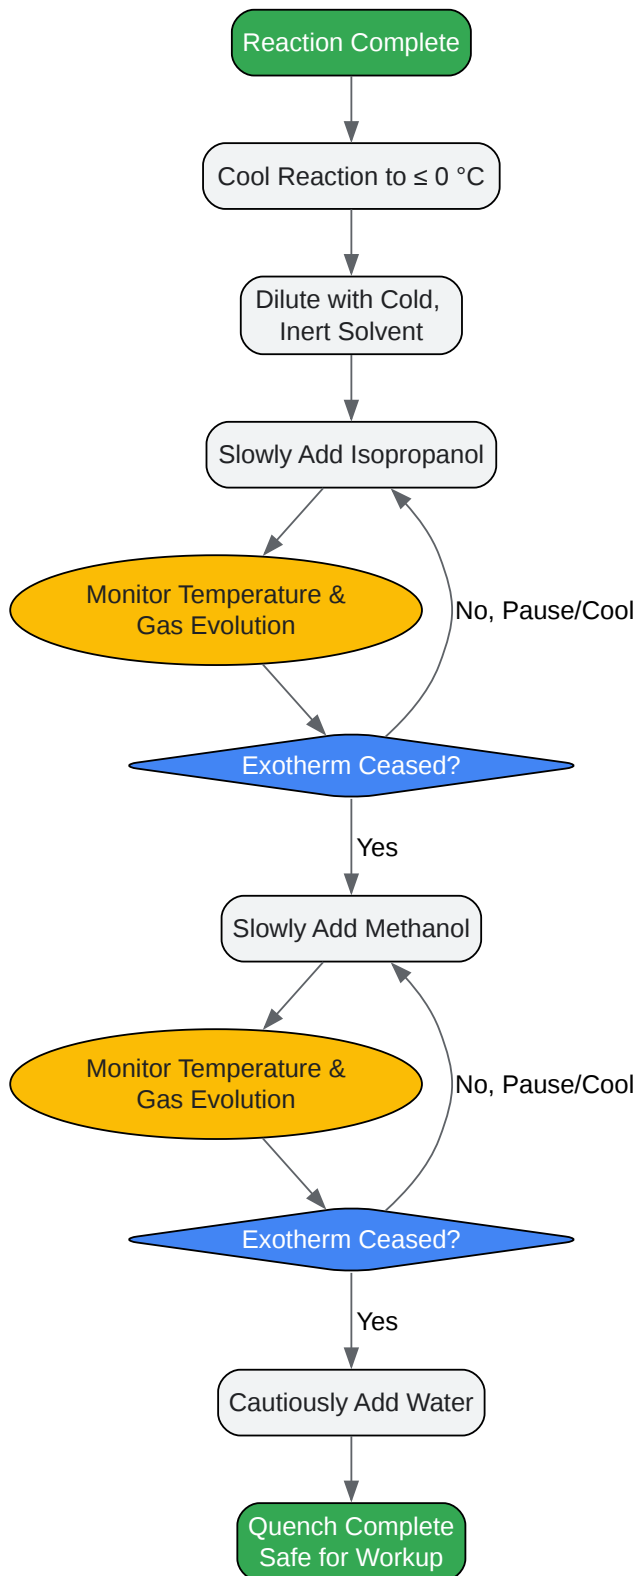 Reaction Complete
Cool Reaction to ≤ 0 °C
Dilute with Cold,
Inert Solvent
Slowly Add Isopropanol
Monitor Temperature &
Gas Evolution
No, Pause/Cool
Exotherm Ceased?
Yes
Slowly Add Methanol
Monitor Temperature &
Gas Evolution
No, Pause/Cool
Exotherm Ceased?
Yes
Cautiously Add Water
Quench Complete
Safe for Workup